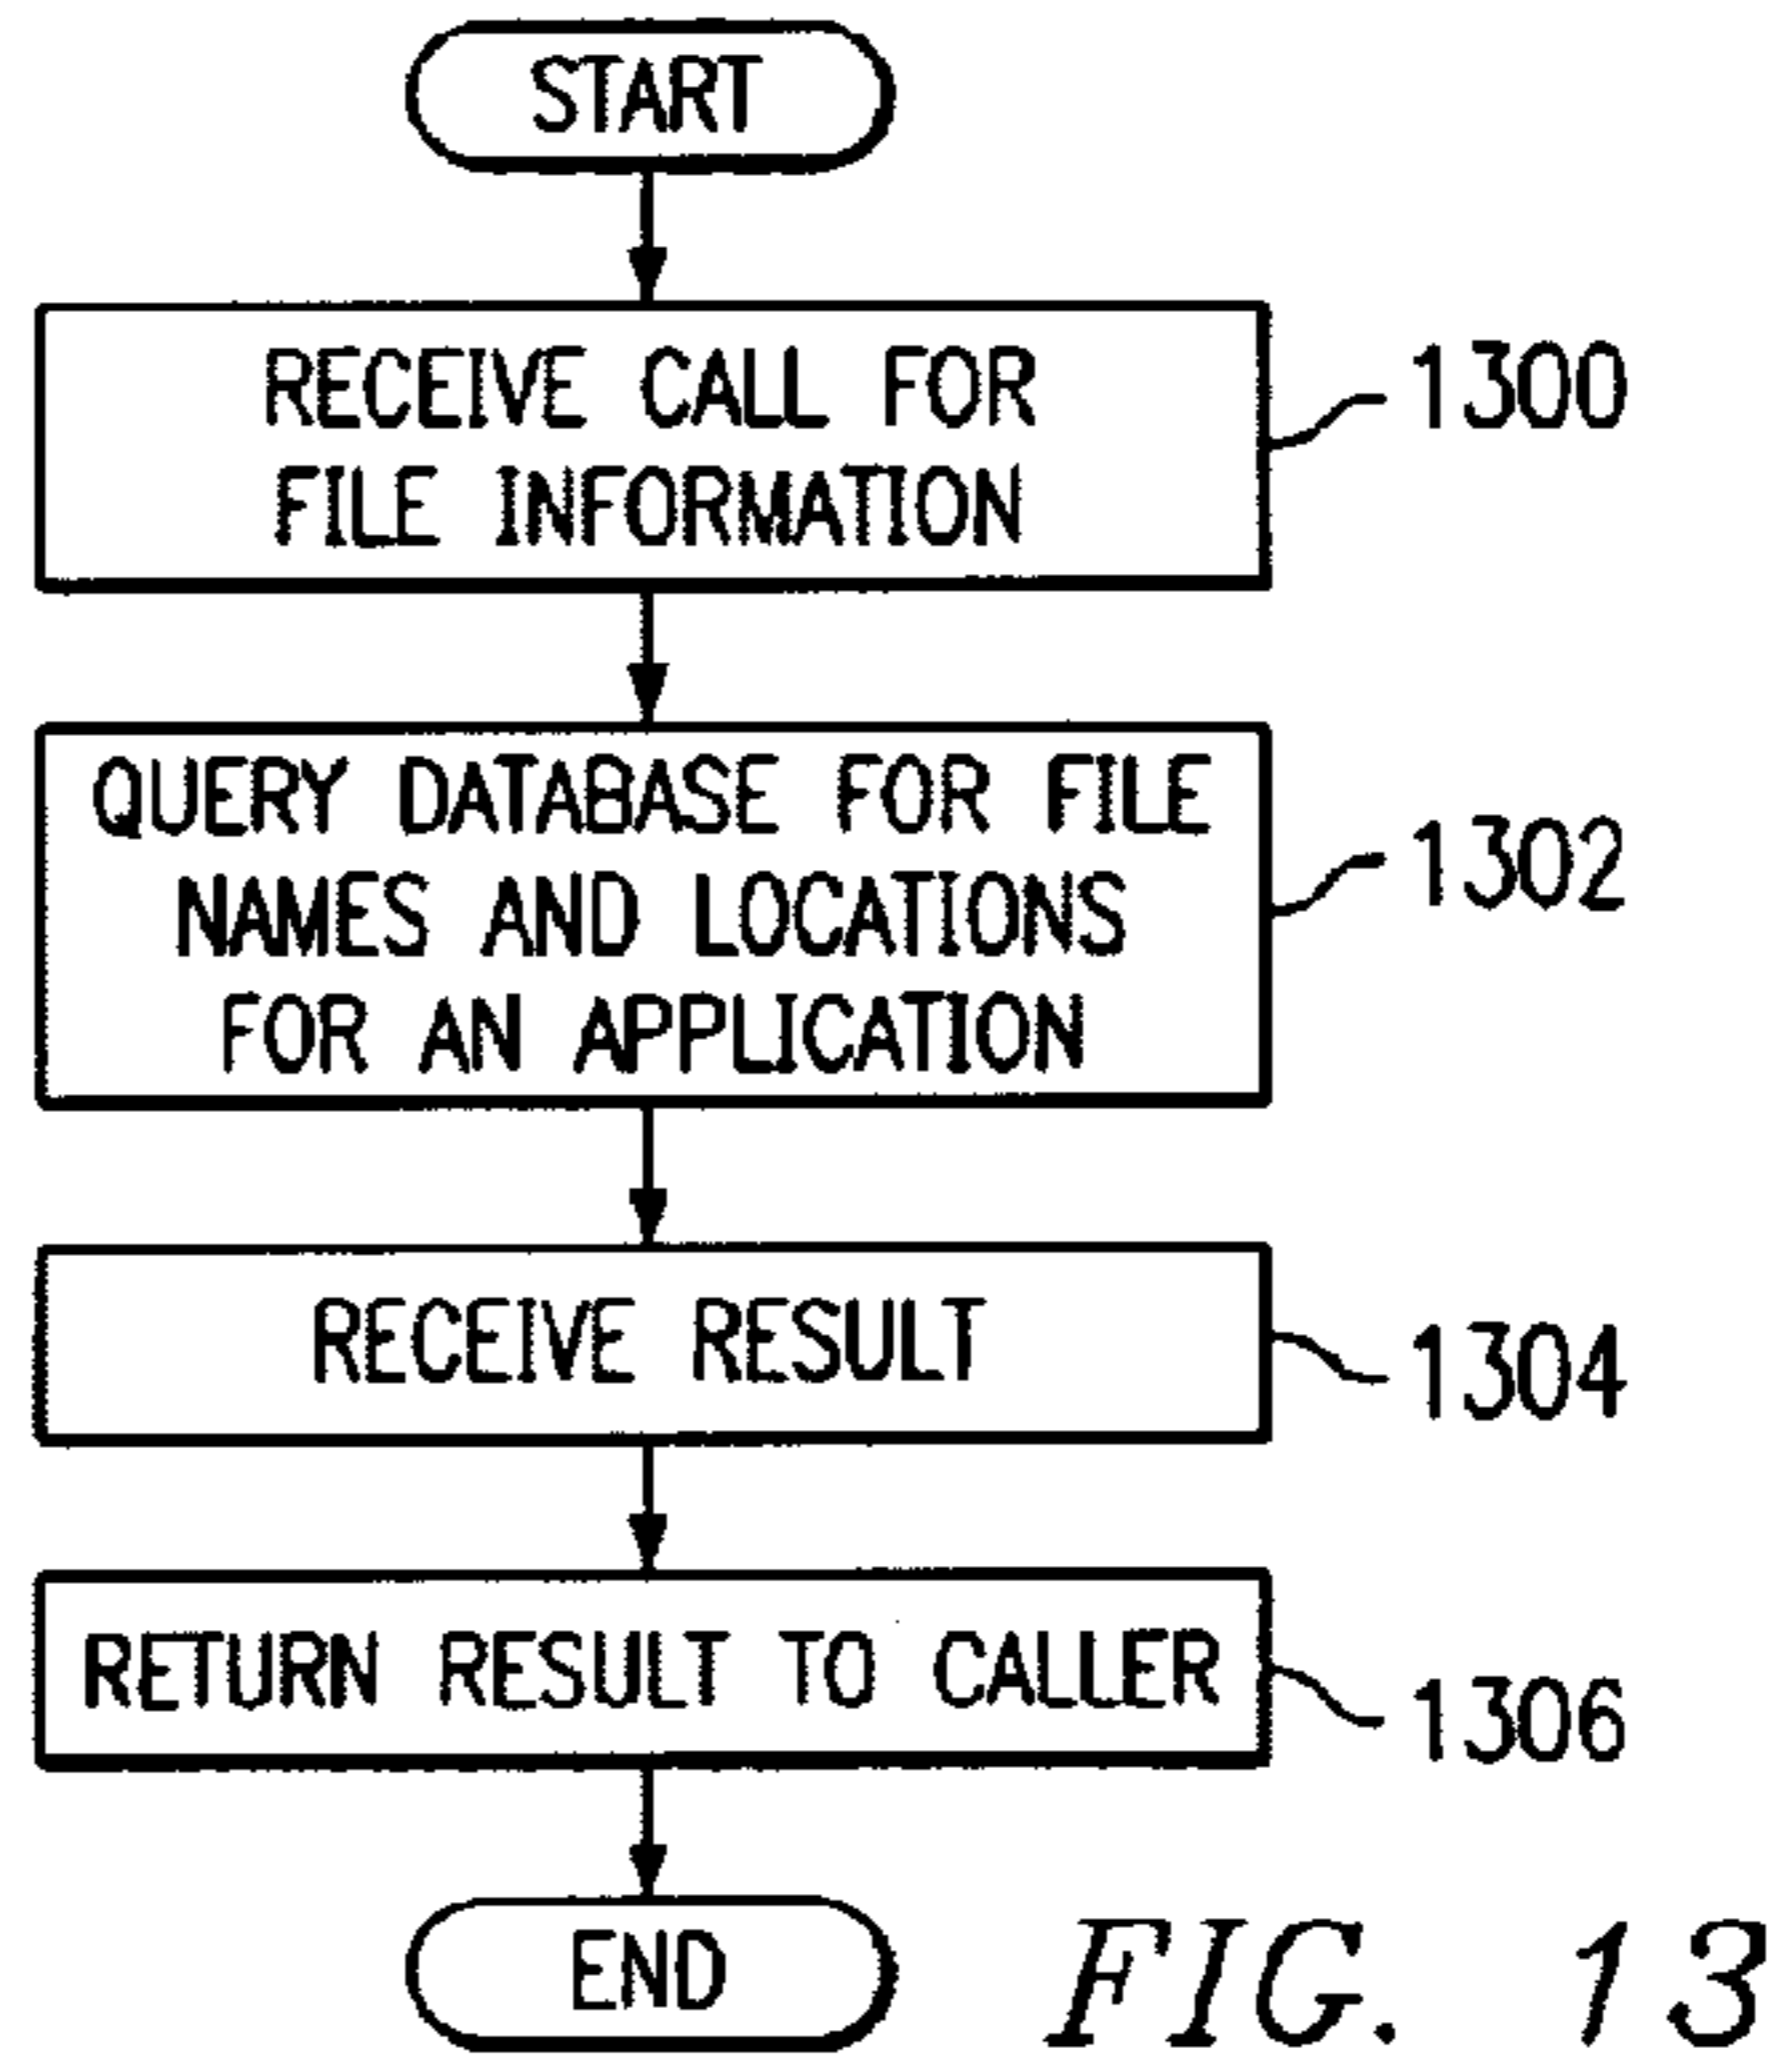 START
RECEIVE CALL FOR
FILE INFORMATION
1300
QUERY DATABASE FOR FILE
NAMES AND LOCATIONS
FOR AN APPLICATION
1302
RECEIVE RESULT
1304
RETURN RESULT TO CALLER
1306
END
FIG. 13